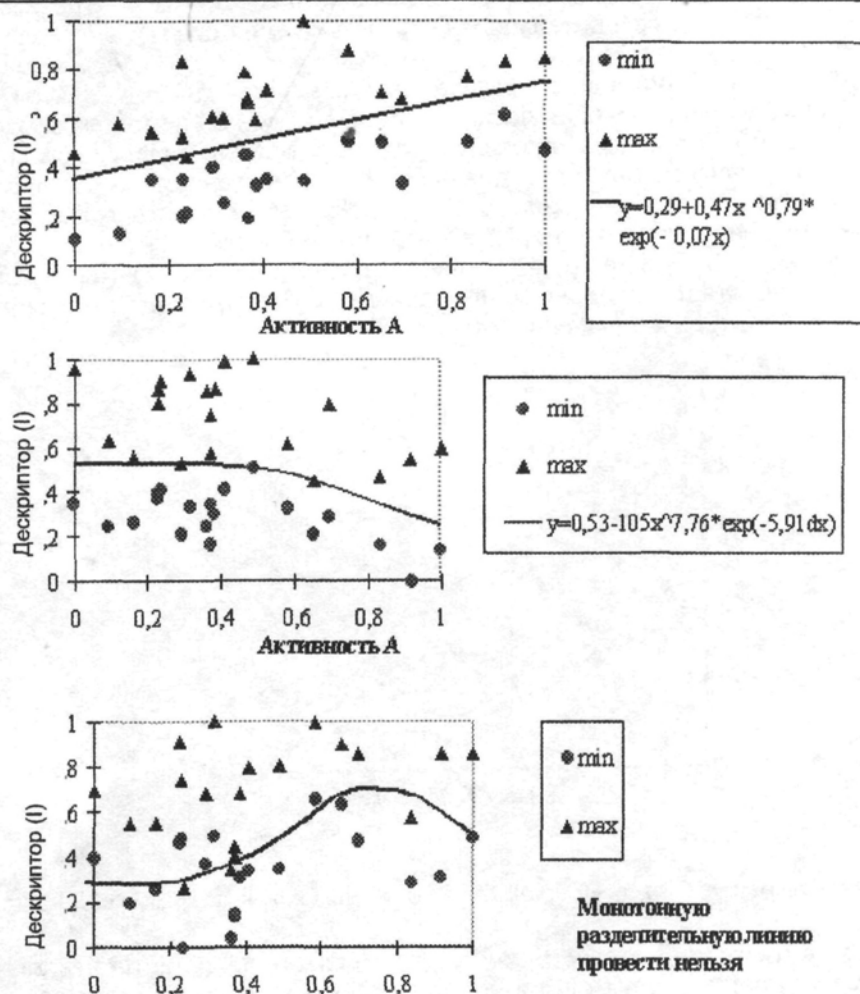 1
,8
,6
,4
,2
0
Дескриптор (I)
0 0,2 0,4 0,6 0,8 1
Активность А
min
max
y=0,29+0,47x ^0,79*
exp(- 0,07x)
1
,8
,6
,4
,2
0
Дескриптор (I)
0 0,2 0,4 0,6 0,8 1
Активность А
min
max
y=0,53-105x^7,76*exp(-5,91dx)
1
,8
,6
,4
,2
0
Дескриптор (I)
0 0,2 0,4 0,6 0,8 1
min
max
Монотонную
разделительную линию
провести нельзя